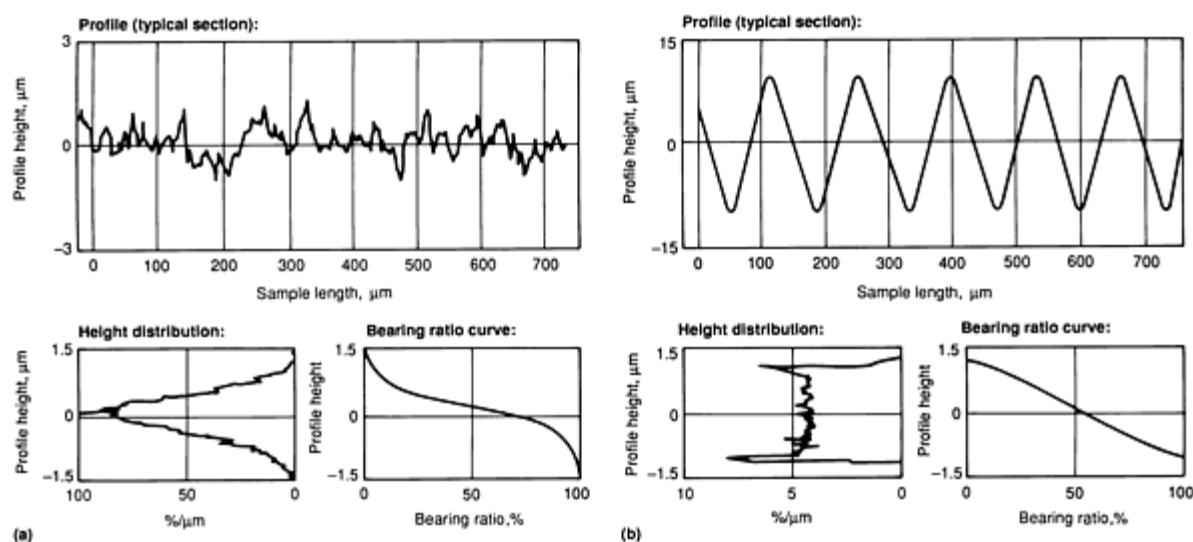 Profile (typical section):
3
0
−3
Profile height, µm
0 100 200 300 400 500 600 700
Sample length, µm
Height distribution:
1.5
0
−1.5
Profile height, µm
100 50 0
%/µm
Bearing ratio curve:
1.5
0
−1.5
Profile height
0 50 100
Bearing ratio,%
(a)
Profile (typical section):
15
0
−15
Profile height, µm
0 100 200 300 400 500 600 700
Sample length, µm
Height distribution:
1.5
0
−1.5
Profile height, µm
10 5 0
%/µm
Bearing ratio curve:
1.5
0
−1.5
Profile height
0 50 100
Bearing ratio,%
(b)